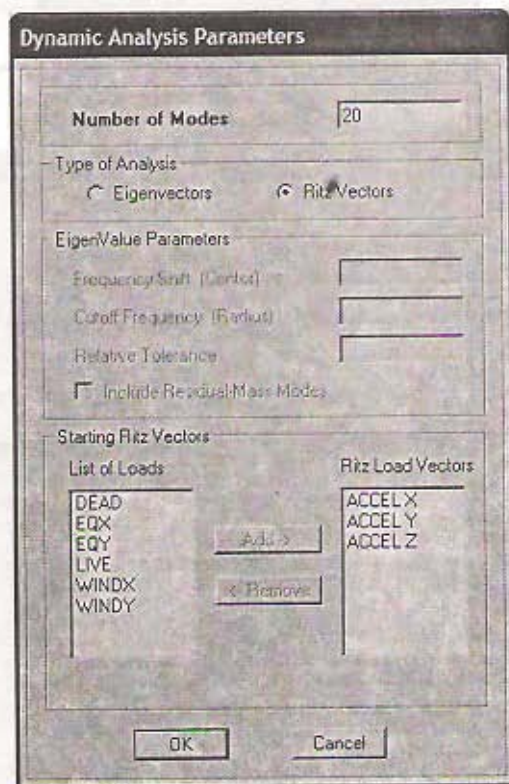 Dynamic Analysis Parameters
Number of Modes 20
Type of Analysis
Eigenvectors Ritz Vectors
EigenValue Parameters
Frequency Shift (Center)
Cutoff Frequency (Radius)
Relative Tolerance
Include Residual-Mass Modes
Starting Ritz Vectors
List of Loads
DEAD
EQX
EQY
LIVE
WINDX
WINDY
Add ->
<- Remove
Ritz Load Vectors
ACCEL X
ACCEL Y
ACCEL Z
OK Cancel